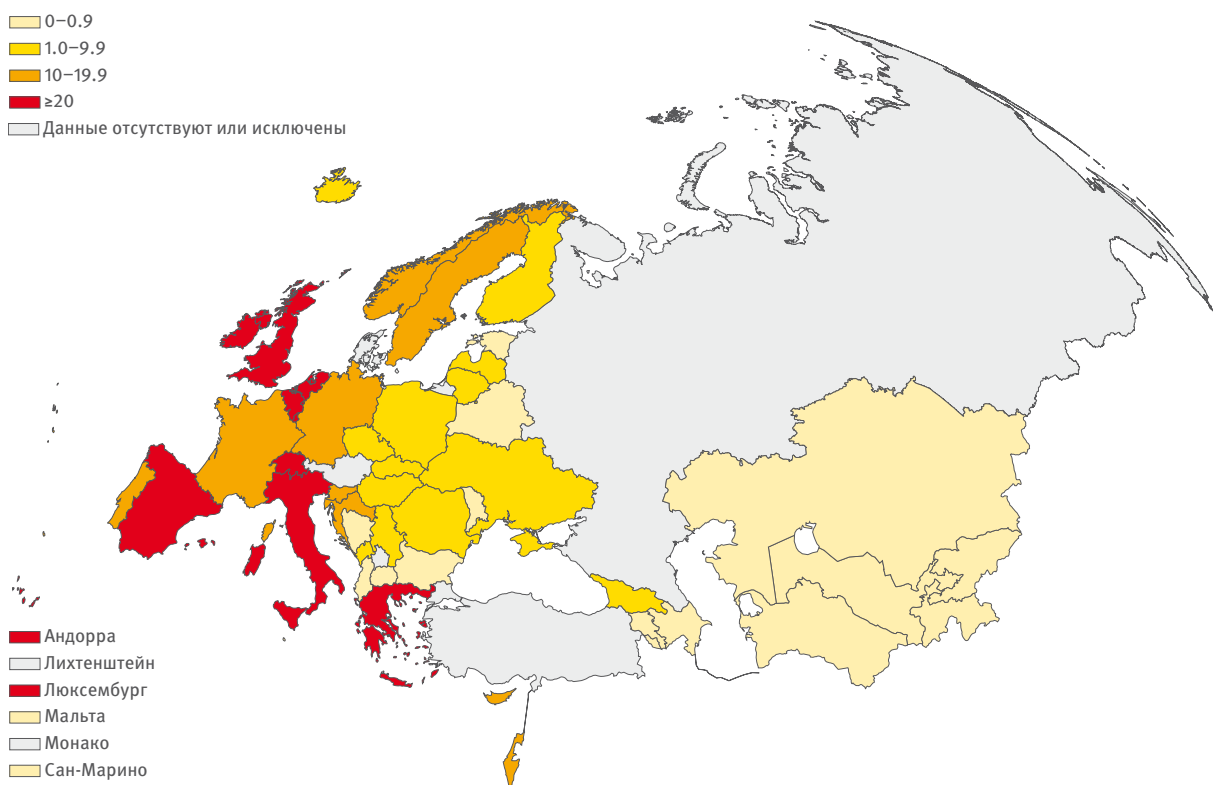 0–0.9
1.0–9.9
10–19.9
≥20
Данные отсутствуют или исключены
Андорра
Лихтенштейн
Люксембург
Мальта
Монако
Сан-Марино